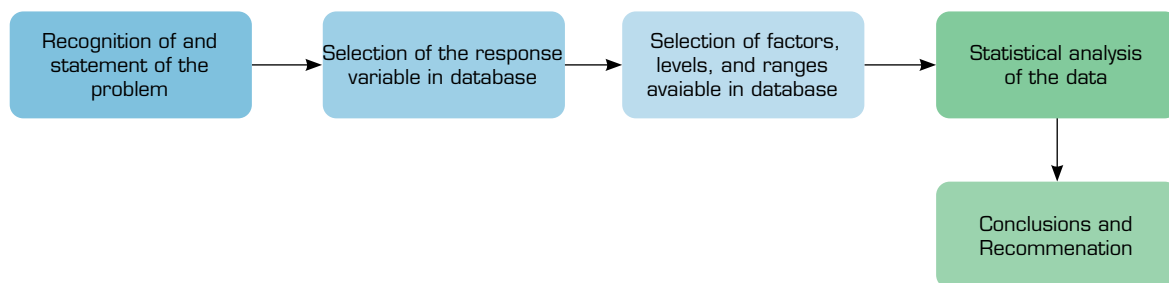 Recognition of and
statement of the
problem
Selection of the response
variable in database
Selection of factors,
levels, and ranges
avaiable in database
Statistical analysis
of the data
Conclusions and
Recommenation